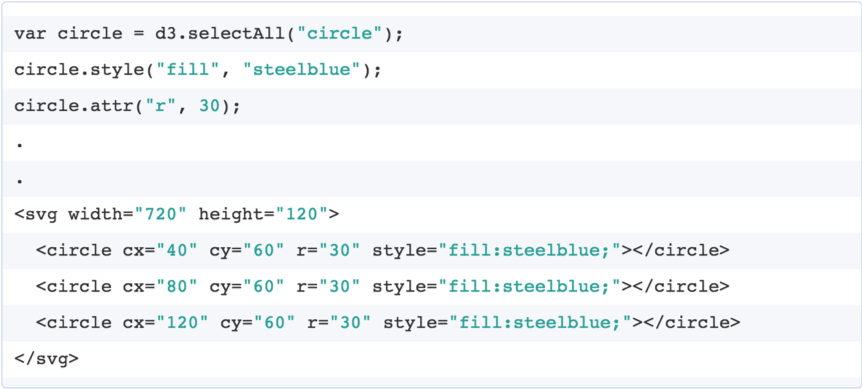 var circle = d3.selectAll("circle");
circle.style("fill", "steelblue");
circle.attr("r", 30);
.
.
<svg width="720" height="120">
  <circle cx="40" cy="60" r="30" style="fill:steelblue;"></circle>
  <circle cx="80" cy="60" r="30" style="fill:steelblue;"></circle>
  <circle cx="120" cy="60" r="30" style="fill:steelblue;"></circle>
</svg>